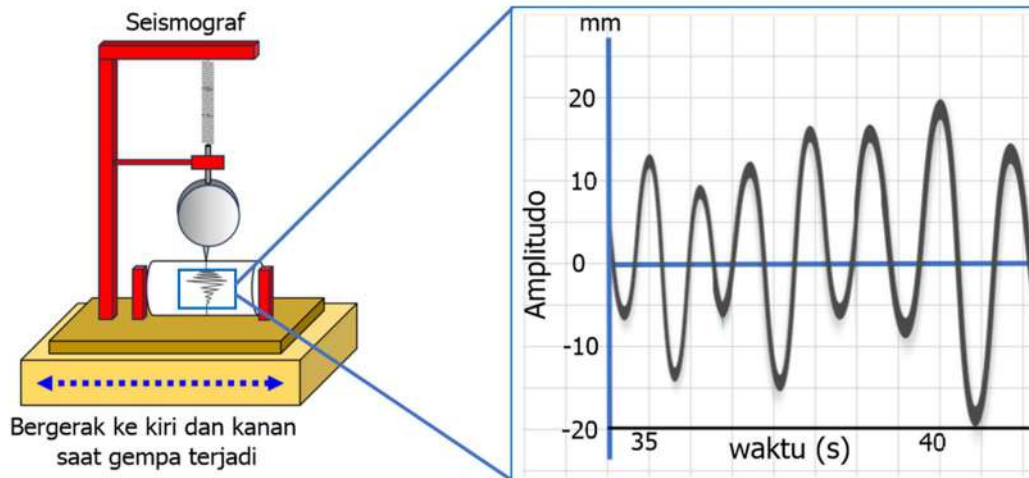 Seismograf
Bergerak ke kiri dan kanan
saat gempa terjadi
mm
20
10
0
-10
-20
Amplitudo
35
40
waktu (s)